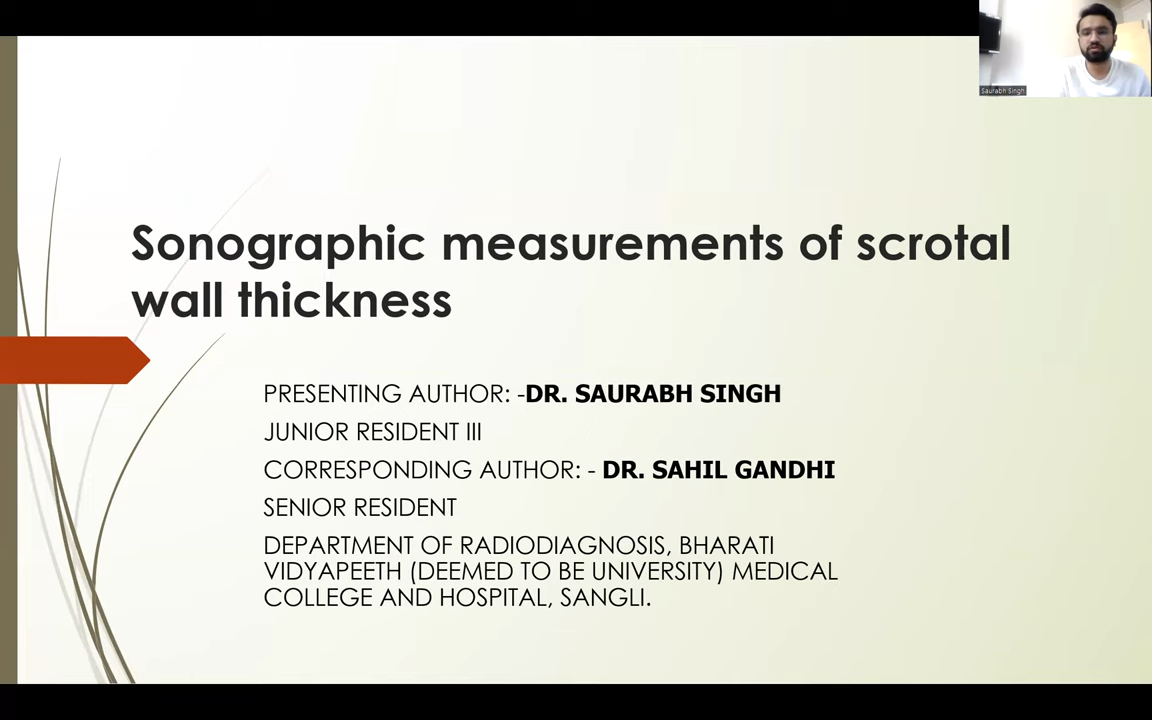 Saurabh Singh
Sonographic measurements of scrotal
wall thickness
PRESENTING AUTHOR: -DR. SAURABH SINGH
JUNIOR RESIDENT III
CORRESPONDING AUTHOR: - DR. SAHIL GANDHI
SENIOR RESIDENT
DEPARTMENT OF RADIODIAGNOSIS, BHARATI
VIDYAPEETH (DEEMED TO BE UNIVERSITY) MEDICAL
COLLEGE AND HOSPITAL, SANGLI.